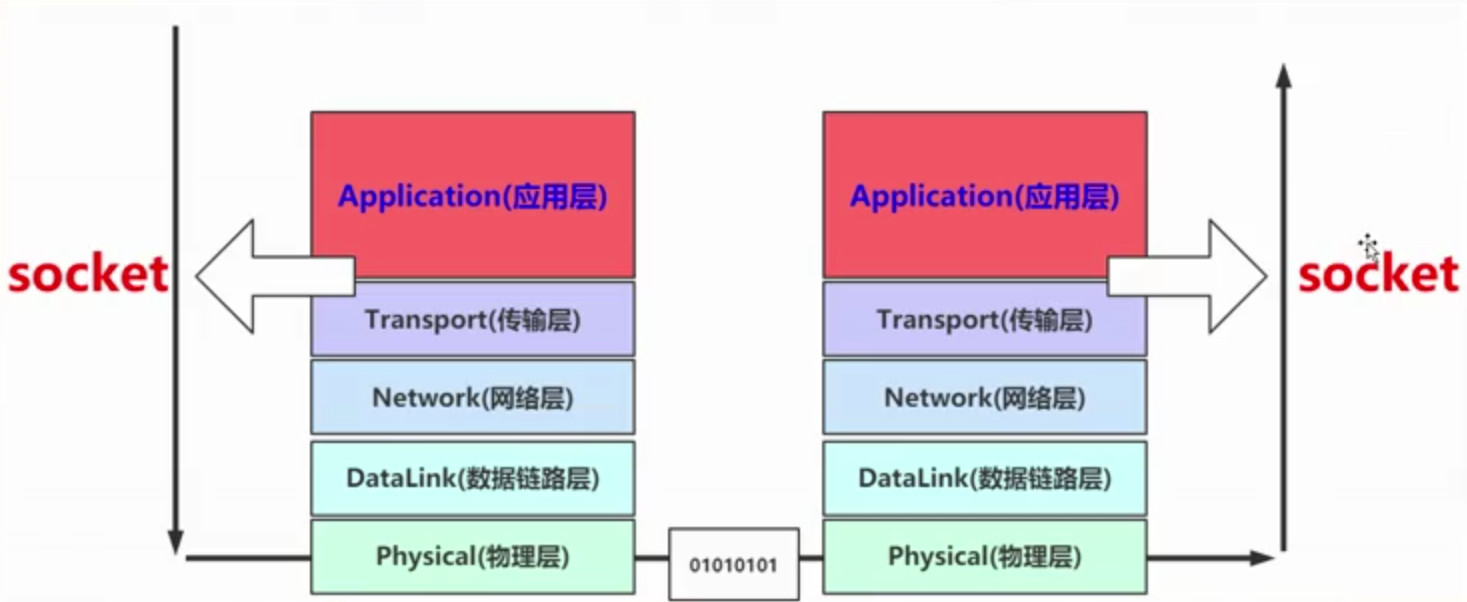 Application(应用层)
Application(应用层)
socket
socket
Transport(传输层)
Transport(传输层)
Network(网络层)
Network(网络层)
DataLink(数据链路层)
DataLink(数据链路层)
Physical(物理层)
01010101
Physical(物理层)